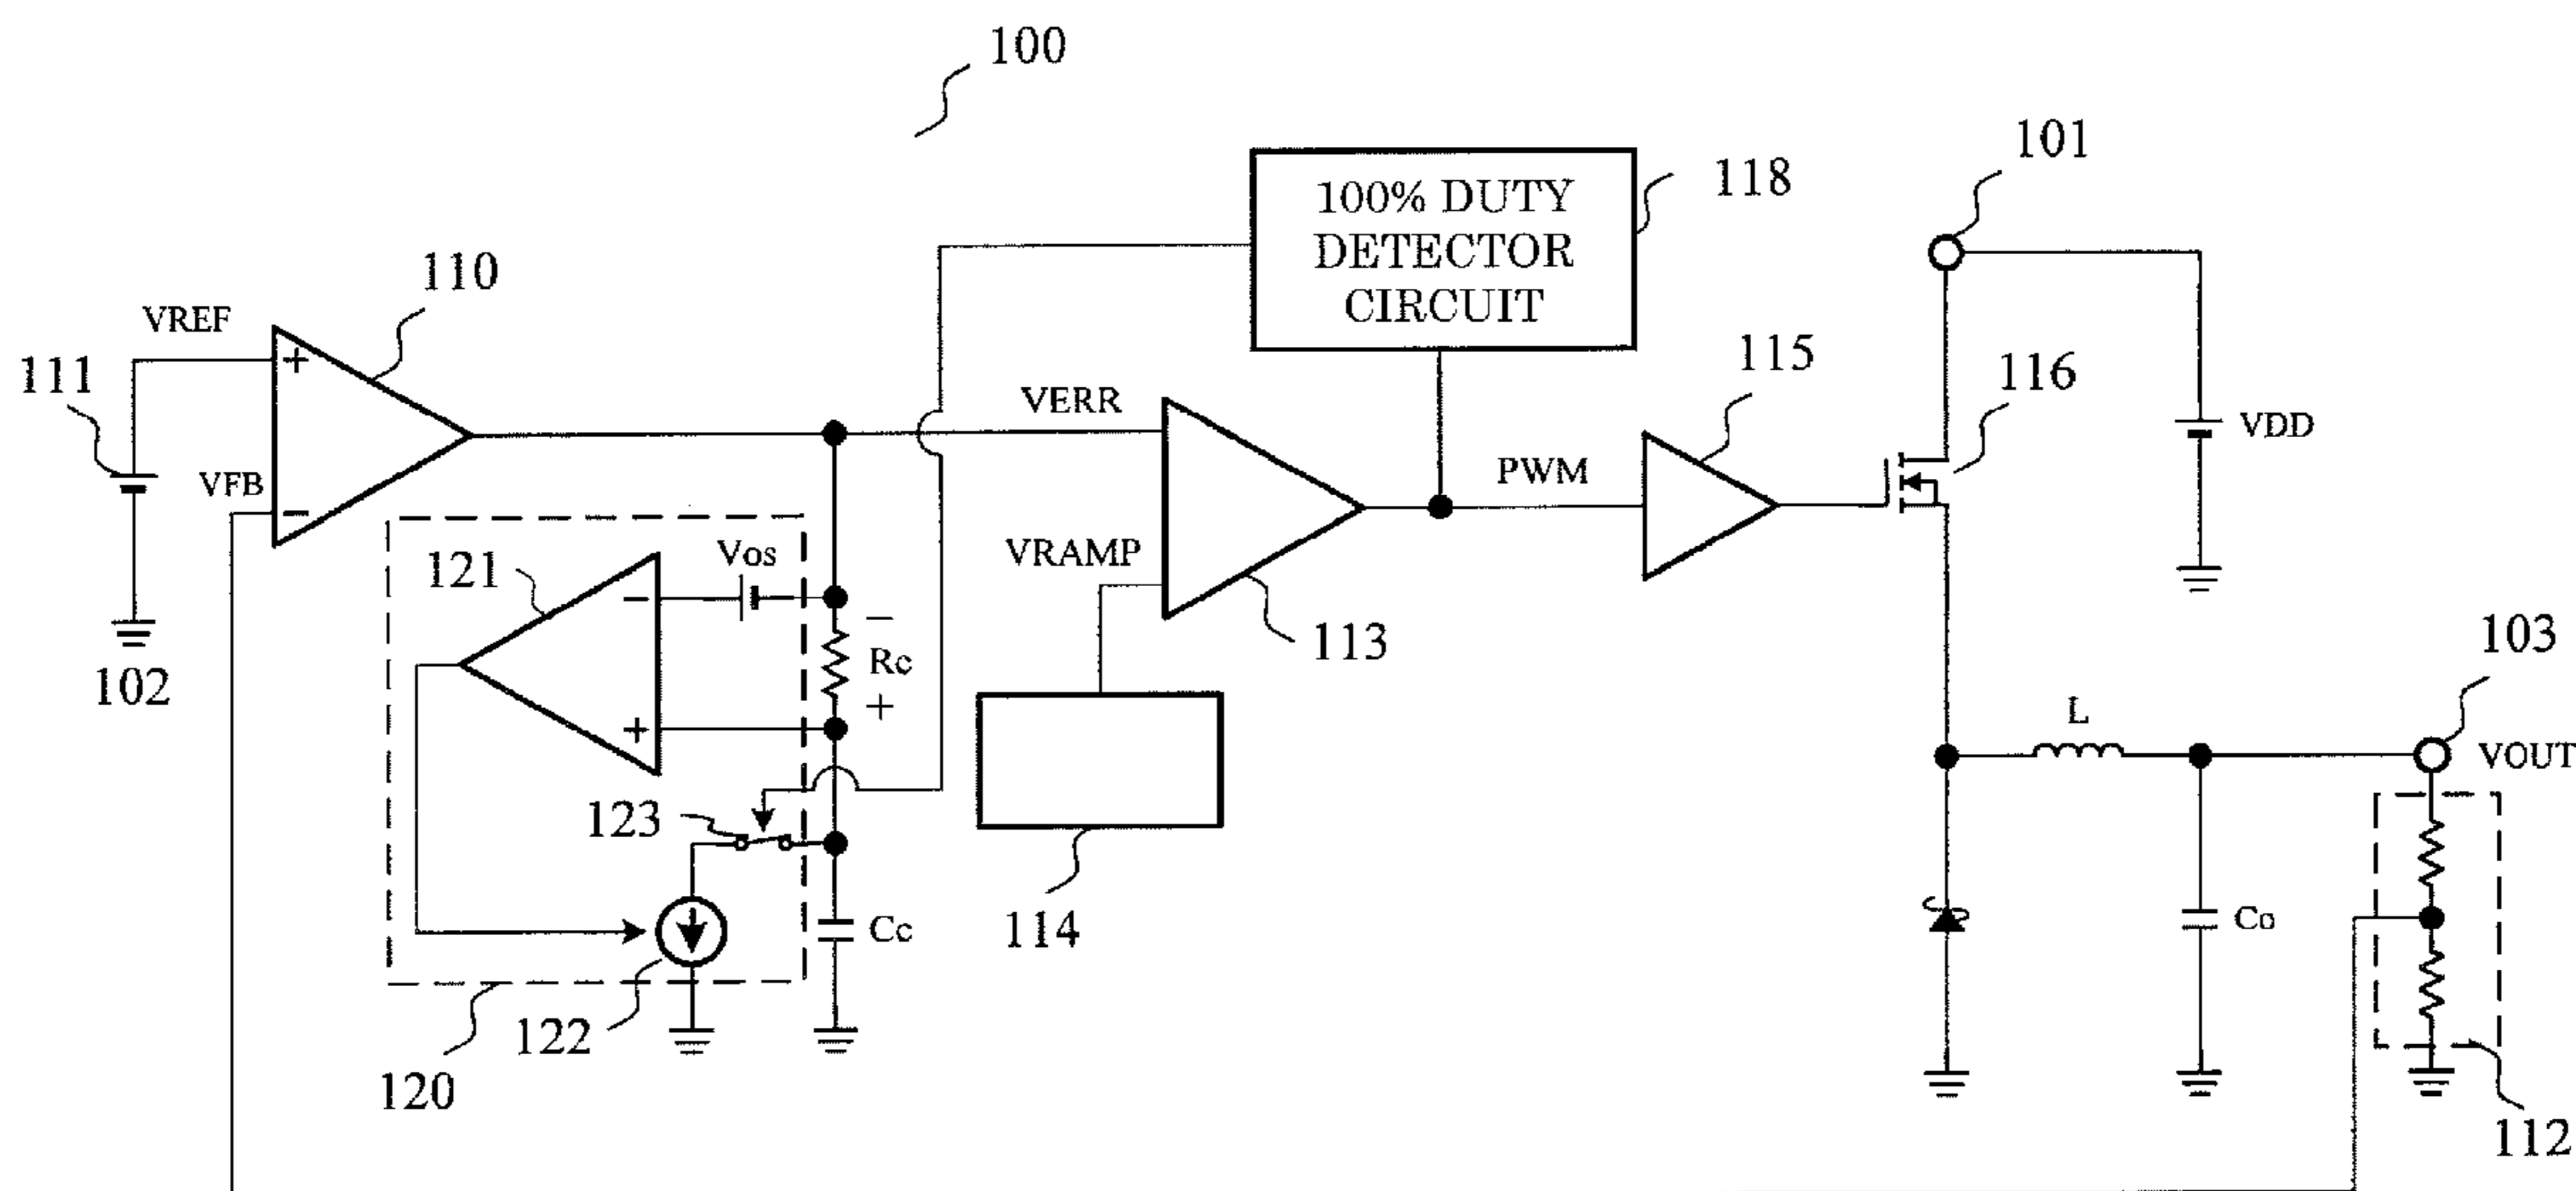 100
101
100% DUTY
DETECTOR
CIRCUIT
118
110
VREF
+
111
VFB
−
102
VERR
115
116
VDD
PWM
VRAMP
113
121
Vos
−
−
Rc
+
+
103
L
VOUT
123
114
Cc
Co
122
120
112